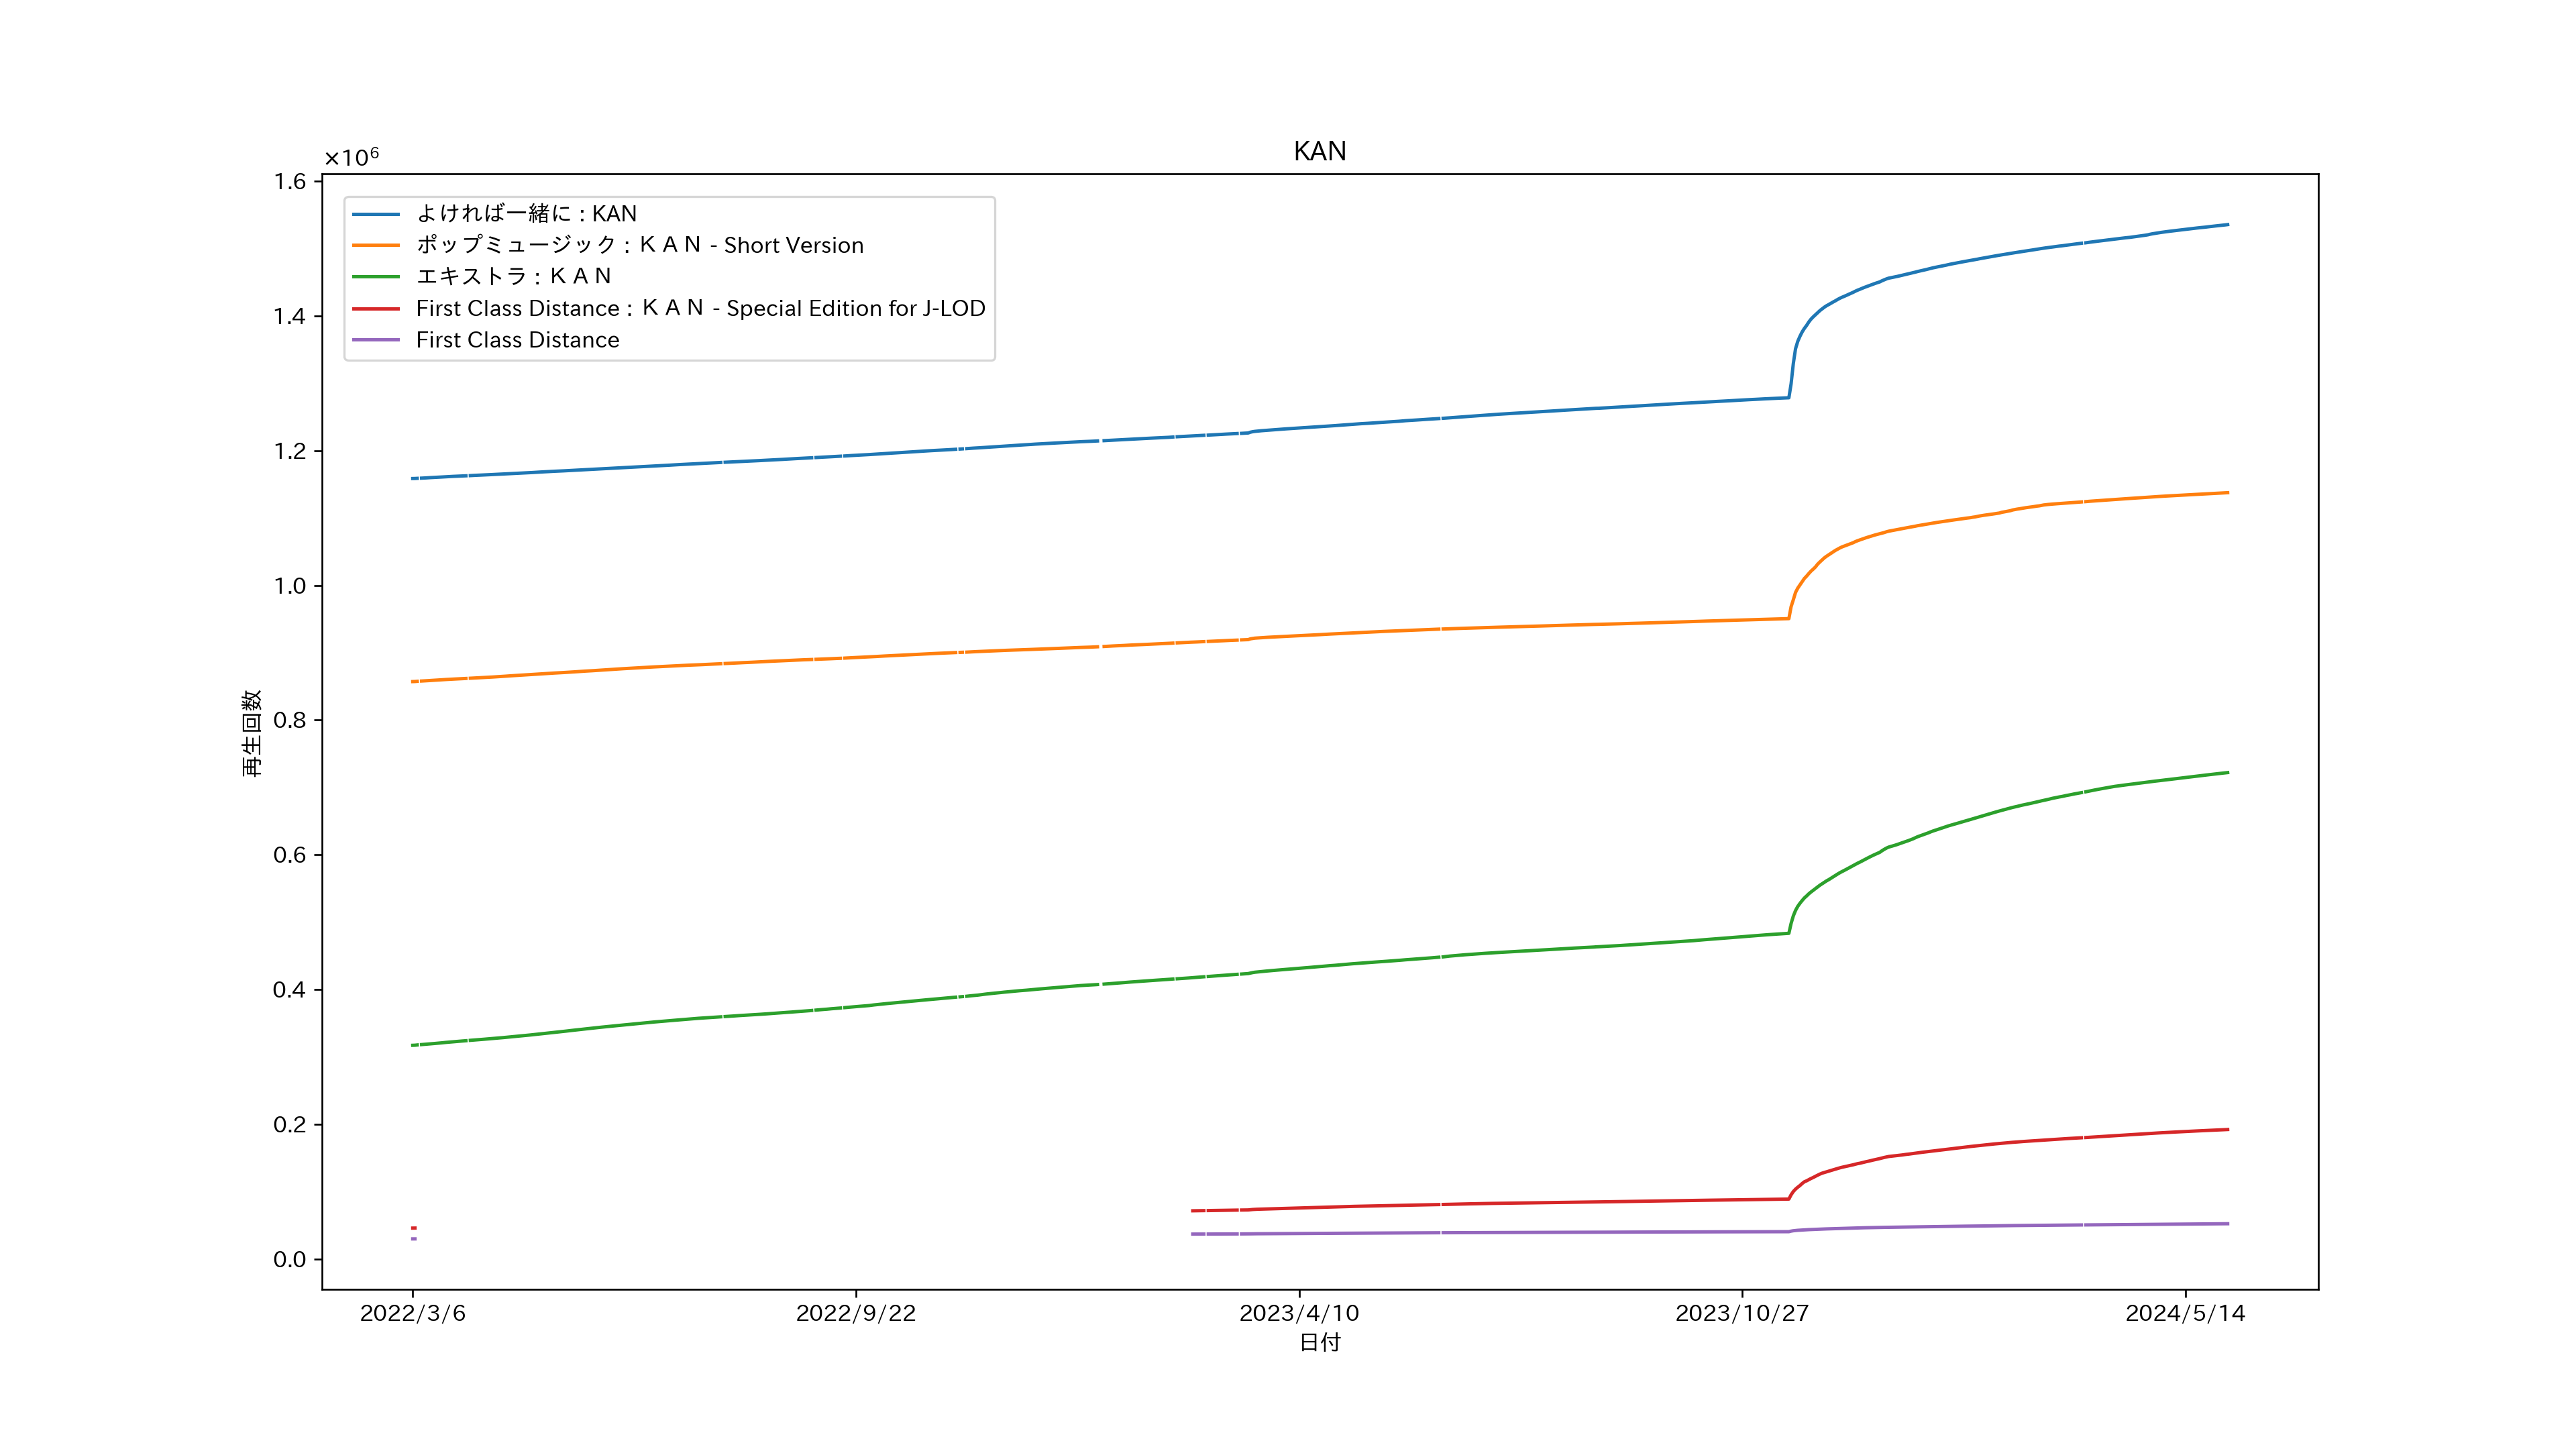 KAN
×10⁶
1.6
1.4
1.2
1.0
0.8
0.6
0.4
0.2
0.0
再生回数
よければ一緒に : KAN
ポップミュージック : ＫＡＮ - Short Version
エキストラ : ＫＡＮ
First Class Distance : ＫＡＮ - Special Edition for J-LOD
First Class Distance
2022/3/6
2022/9/22
2023/4/10
2023/10/27
2024/5/14
日付